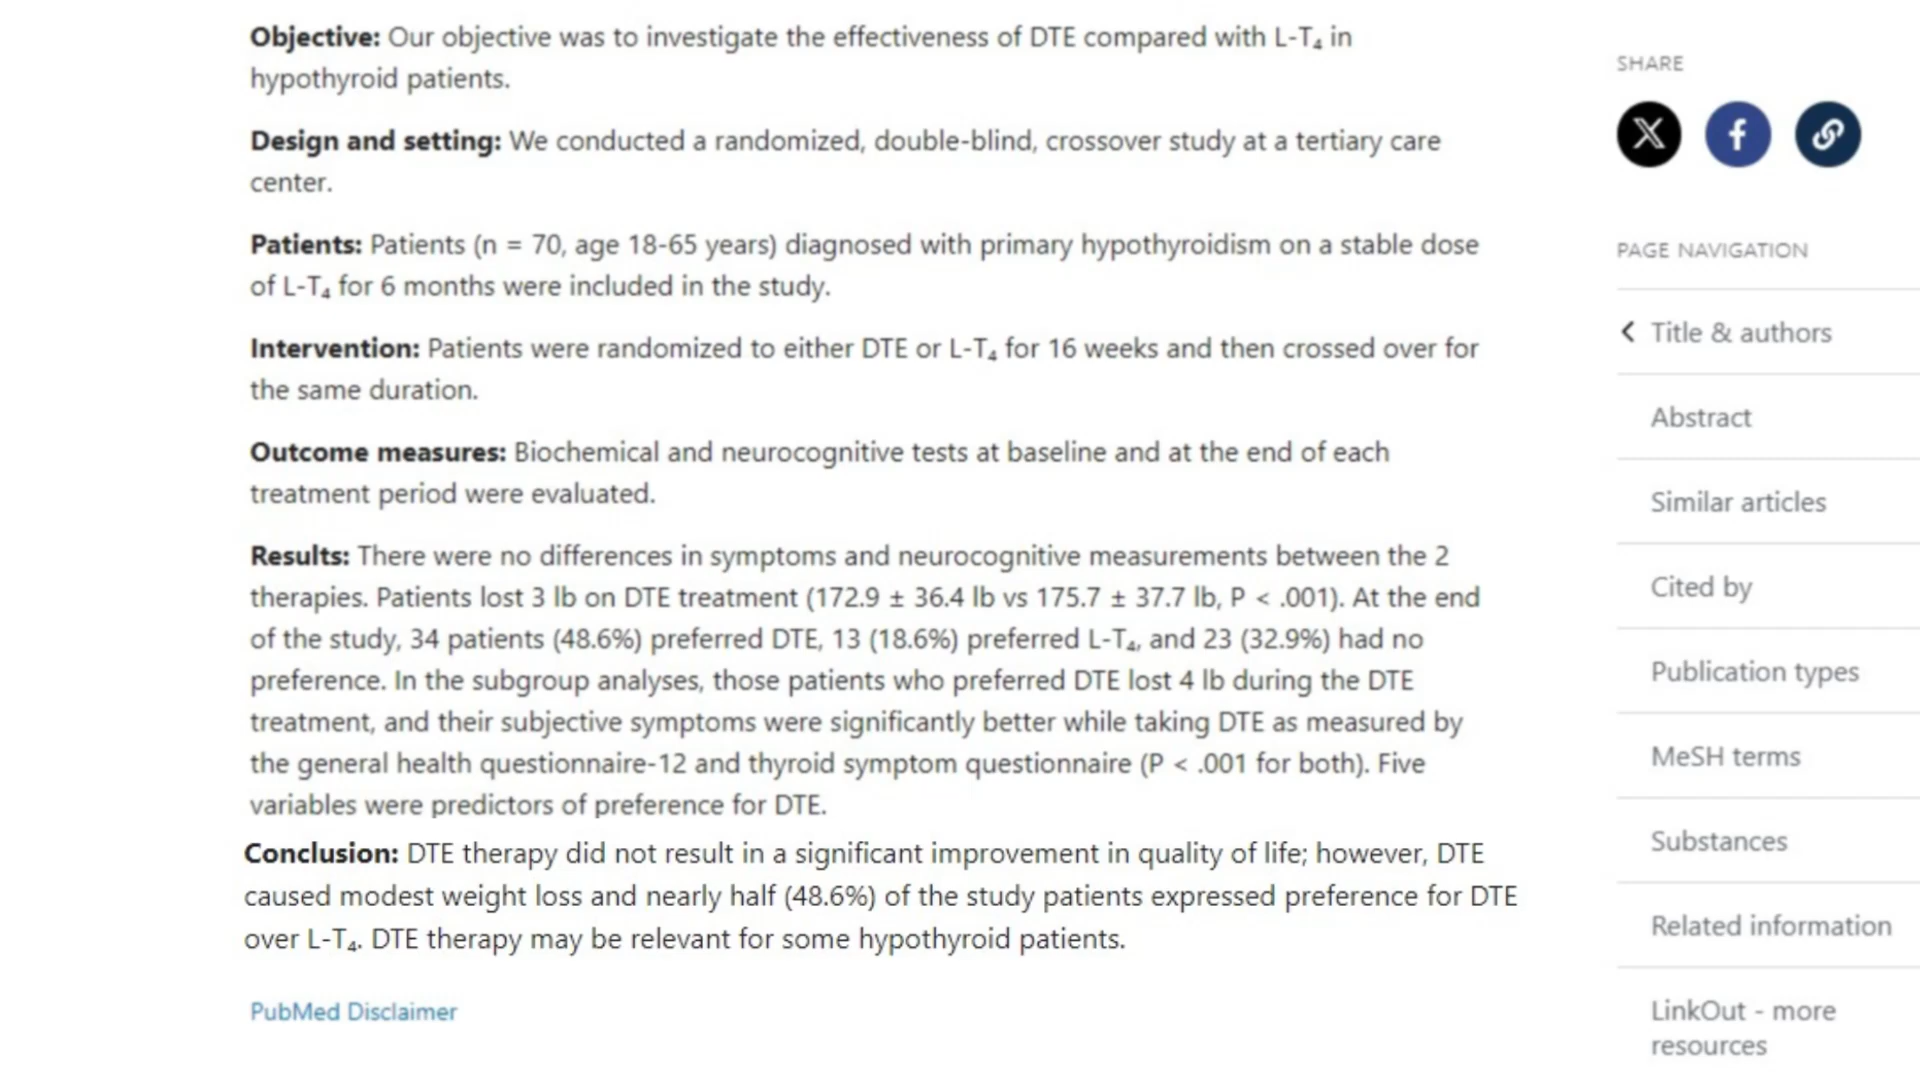 Objective: Our objective was to investigate the effectiveness of DTE compared with L-T₄ in
hypothyroid patients.
Design and setting: We conducted a randomized, double-blind, crossover study at a tertiary care
center.
Patients: Patients (n = 70, age 18-65 years) diagnosed with primary hypothyroidism on a stable dose
of L-T₄ for 6 months were included in the study.
Intervention: Patients were randomized to either DTE or L-T₄ for 16 weeks and then crossed over for
the same duration.
Outcome measures: Biochemical and neurocognitive tests at baseline and at the end of each
treatment period were evaluated.
Results: There were no differences in symptoms and neurocognitive measurements between the 2
therapies. Patients lost 3 lb on DTE treatment (172.9 ± 36.4 lb vs 175.7 ± 37.7 lb, P < .001). At the end
of the study, 34 patients (48.6%) preferred DTE, 13 (18.6%) preferred L-T₄, and 23 (32.9%) had no
preference. In the subgroup analyses, those patients who preferred DTE lost 4 lb during the DTE
treatment, and their subjective symptoms were significantly better while taking DTE as measured by
the general health questionnaire-12 and thyroid symptom questionnaire (P < .001 for both). Five
variables were predictors of preference for DTE.
Conclusion: DTE therapy did not result in a significant improvement in quality of life; however, DTE
caused modest weight loss and nearly half (48.6%) of the study patients expressed preference for DTE
over L-T₄. DTE therapy may be relevant for some hypothyroid patients.
PubMed Disclaimer
SHARE
PAGE NAVIGATION
Title & authors
Abstract
Similar articles
Cited by
Publication types
MeSH terms
Substances
Related information
LinkOut - more
resources